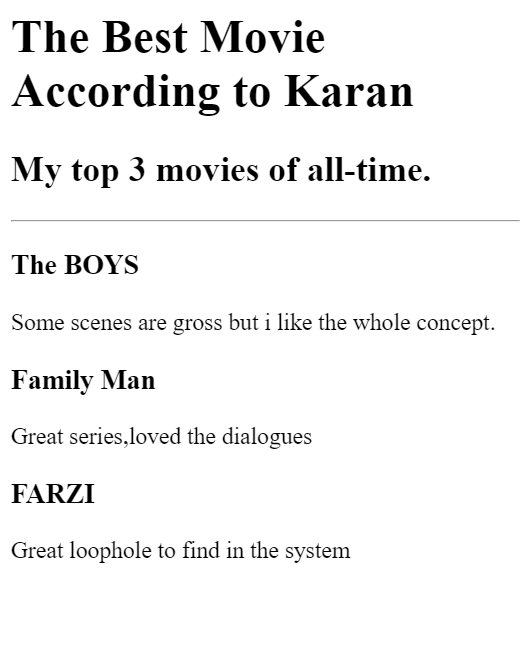 The Best Movie
According to Karan
My top 3 movies of all-time.
The BOYS
Some scenes are gross but i like the whole concept.
Family Man
Great series,loved the dialogues
FARZI
Great loophole to find in the system